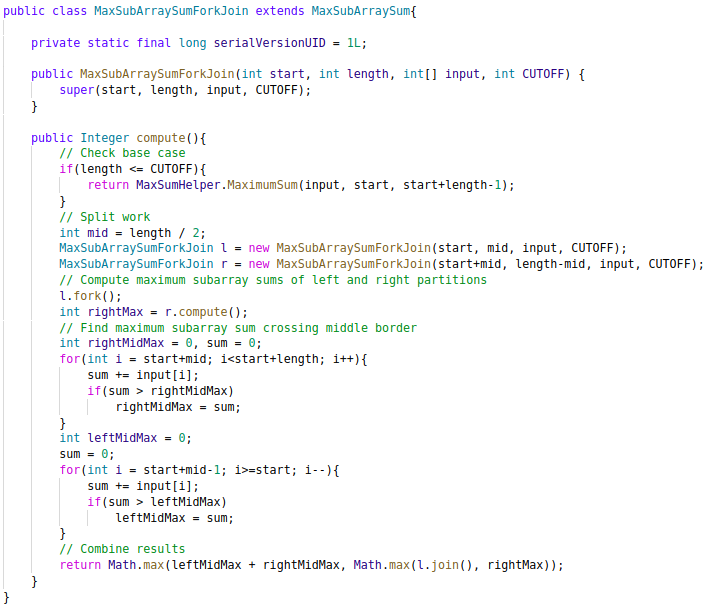 public class MaxSubArraySumForkJoin extends MaxSubArraySum{
    private static final long serialVersionUID = 1L;
    public MaxSubArraySumForkJoin(int start, int length, int[] input, int CUTOFF) {
        super(start, length, input, CUTOFF);
    }
    public Integer compute(){
        // Check base case
        if(length <= CUTOFF){
            return MaxSumHelper.MaximumSum(input, start, start+length-1);
        }
        // Split work
        int mid = length / 2;
        MaxSubArraySumForkJoin l = new MaxSubArraySumForkJoin(start, mid, input, CUTOFF);
        MaxSubArraySumForkJoin r = new MaxSubArraySumForkJoin(start+mid, length-mid, input, CUTOFF);
        // Compute maximum subarray sums of left and right partitions
        l.fork();
        int rightMax = r.compute();
        // Find maximum subarray sum crossing middle border
        int rightMidMax = 0, sum = 0;
        for(int i = start+mid; i<start+length; i++){
            sum += input[i];
            if(sum > rightMidMax)
                rightMidMax = sum;
        }
        int leftMidMax = 0;
        sum = 0;
        for(int i = start+mid-1; i>=start; i--){
            sum += input[i];
            if(sum > leftMidMax)
                leftMidMax = sum;
        }
        // Combine results
        return Math.max(leftMidMax + rightMidMax, Math.max(l.join(), rightMax));
    }
}